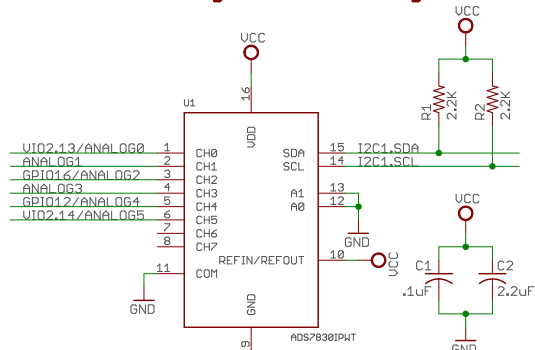 VCC
VCC
U1
16
VDD
R1
2.2K
R2
2.2K
VIO2.13/ANALOG0 1 CH0 SDA 15 I2C1.SDA
ANALOG1 2 CH1 SCL 14 I2C1.SCL
GPIO16/ANALOG2 3 CH2
ANALOG3 4 CH3 A1 13
GPIO12/ANALOG4 5 CH4 A0 12
VIO2.14/ANALOG5 6 CH5
7 CH6
8 CH7
GND
VCC
REFIN/REFOUT 10 VCC
11 COM
C1
C2
.1uF
2.2uF
GND
GND
9
ADS7830IPWT
GND